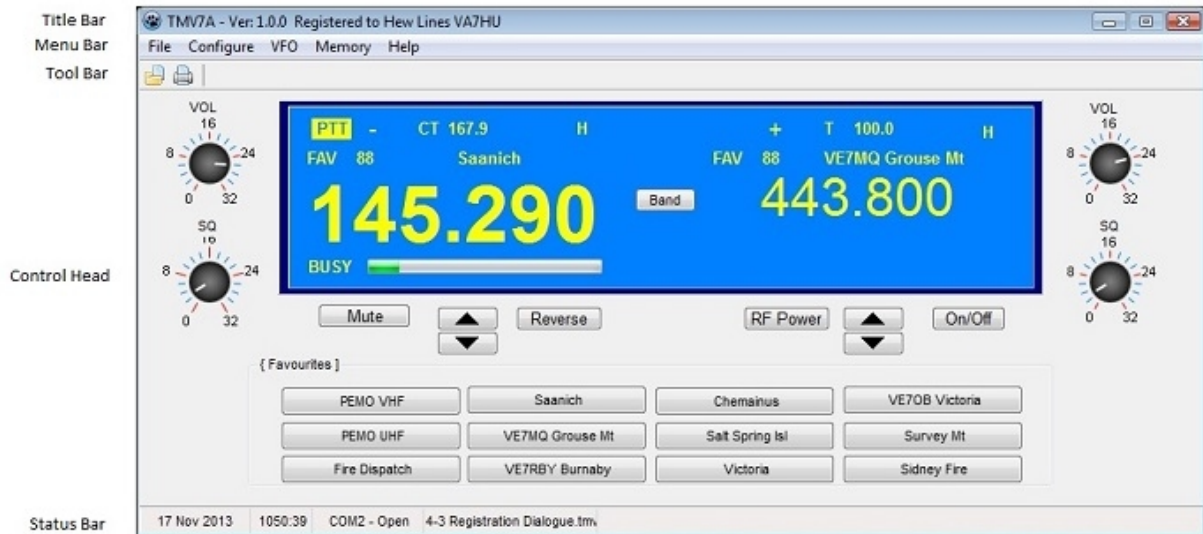 Title Bar
TMV7A - Ver: 1.0.0 Registered to Hew Lines VA7HU
Menu Bar
File Configure VFO Memory Help
Tool Bar
VOL
16
8 24
0 32
SQ
16
8 24
0 32
PTT - CT 167.9 H + T 100.0 H
FAV 88 Saanich FAV 88 VE7MQ Grouse Mt
145.290 Band 443.800
BUSY
VOL
16
8 24
0 32
SQ
16
8 24
0 32
Control Head
Mute Reverse RF Power On/Off
{ Favourites ]
PEMO VHF Saanich Chemainus VE7OB Victoria
PEMO UHF VE7MQ Grouse Mt Salt Spring Isl Survey Mt
Fire Dispatch VE7RBY Burnaby Victoria Sidney Fire
Status Bar
17 Nov 2013 1050:39 COM2 - Open 4-3 Registration Dialogue.tmv